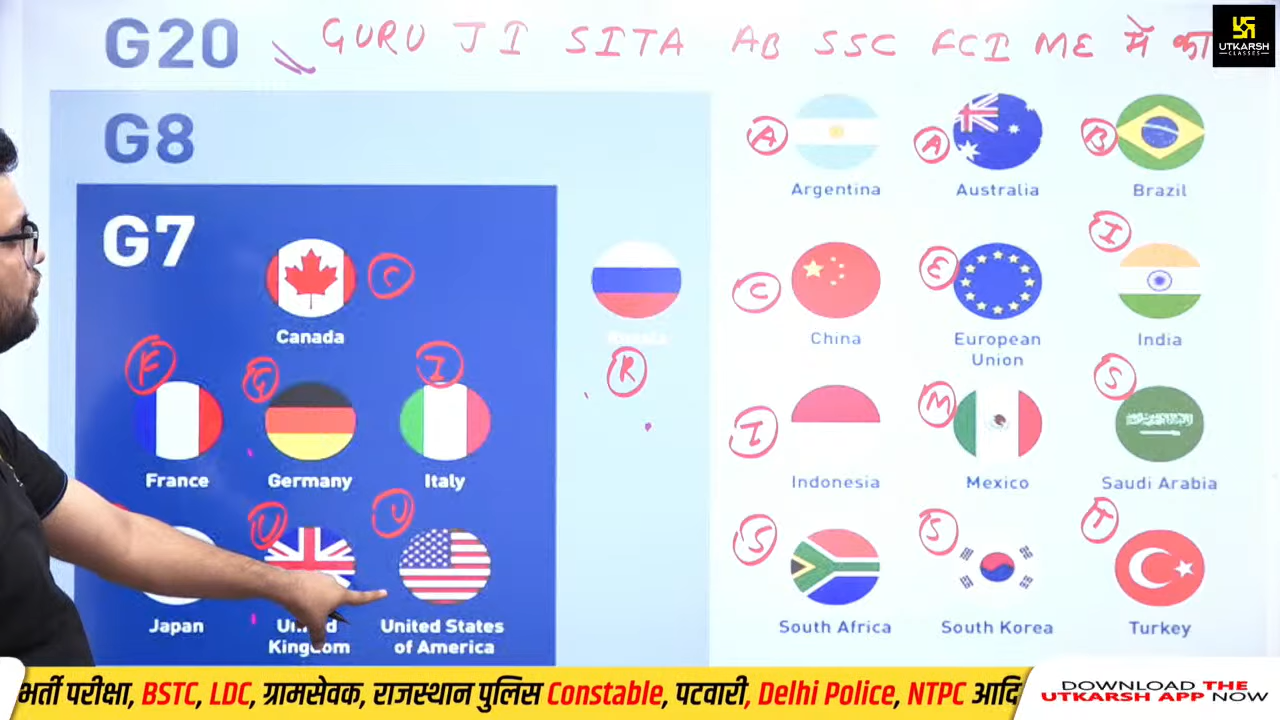 G20 GURU JI SITA AB SSC FCI ME में का
UTKARSH
CLASSES
G8
G7
A
A
B
Argentina
Australia
Brazil
C
Canada
C
E
I
China
European
Union
India
F
G
I
R
France
Germany
Italy
I
M
S
Indonesia
Mexico
Saudi Arabia
U
U
Japan
United
Kingdom
United States
of America
S
S
T
South Africa
South Korea
Turkey
भर्ती परीक्षा, BSTC, LDC, ग्रामसेवक, राजस्थान पुलिस Constable, पटवारी, Delhi Police, NTPC आदि
DOWNLOAD THE
UTKARSH APP NOW